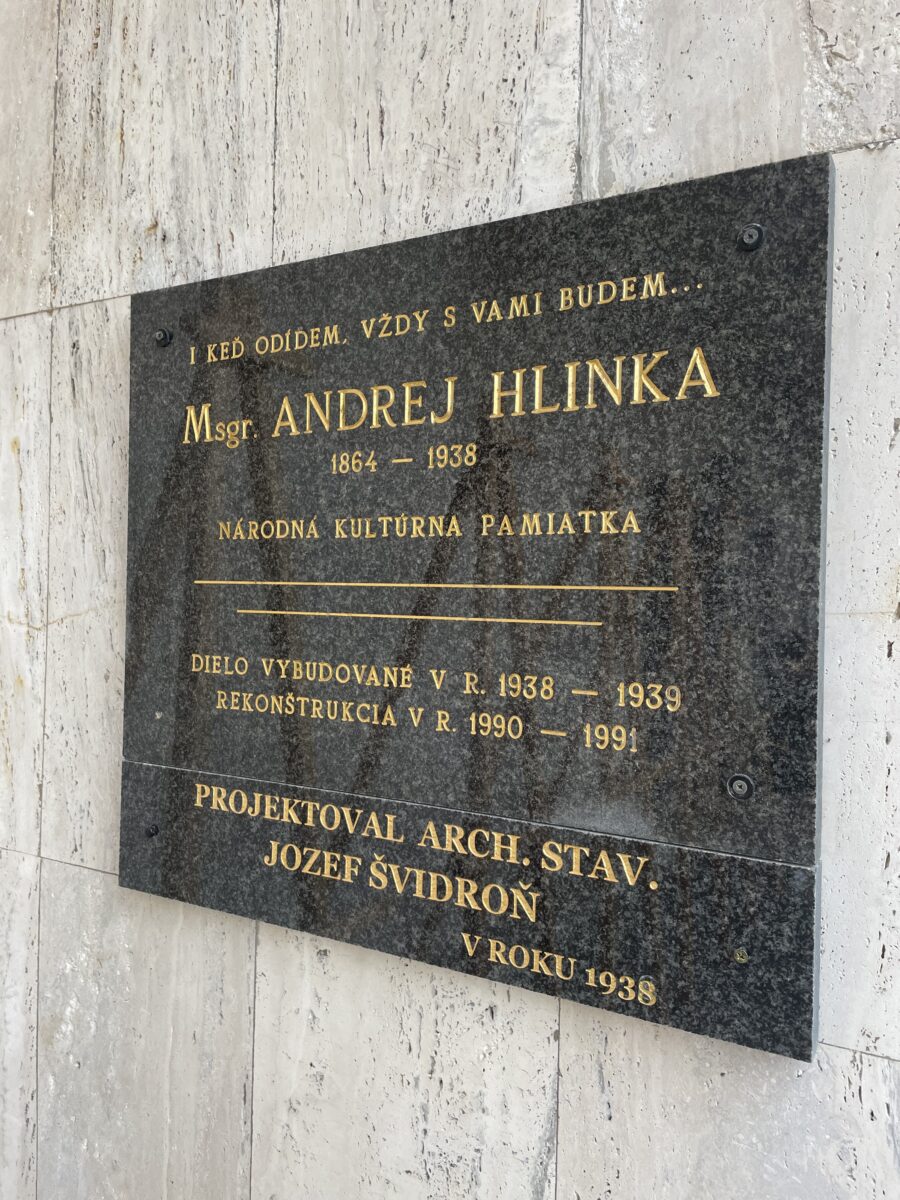 I KEĎ ODÍDEM, VŽDY S VAMI BUDEM...
Msgr. ANDREJ HLINKA
1864 — 1938
NÁRODNÁ KULTÚRNA PAMIATKA
DIELO VYBUDOVANÉ V R. 1938 — 1939
REKONŠTRUKCIA V R. 1990 — 1991
PROJEKTOVAL ARCH. STAV.
JOZEF ŠVIDROŇ
V ROKU 1938